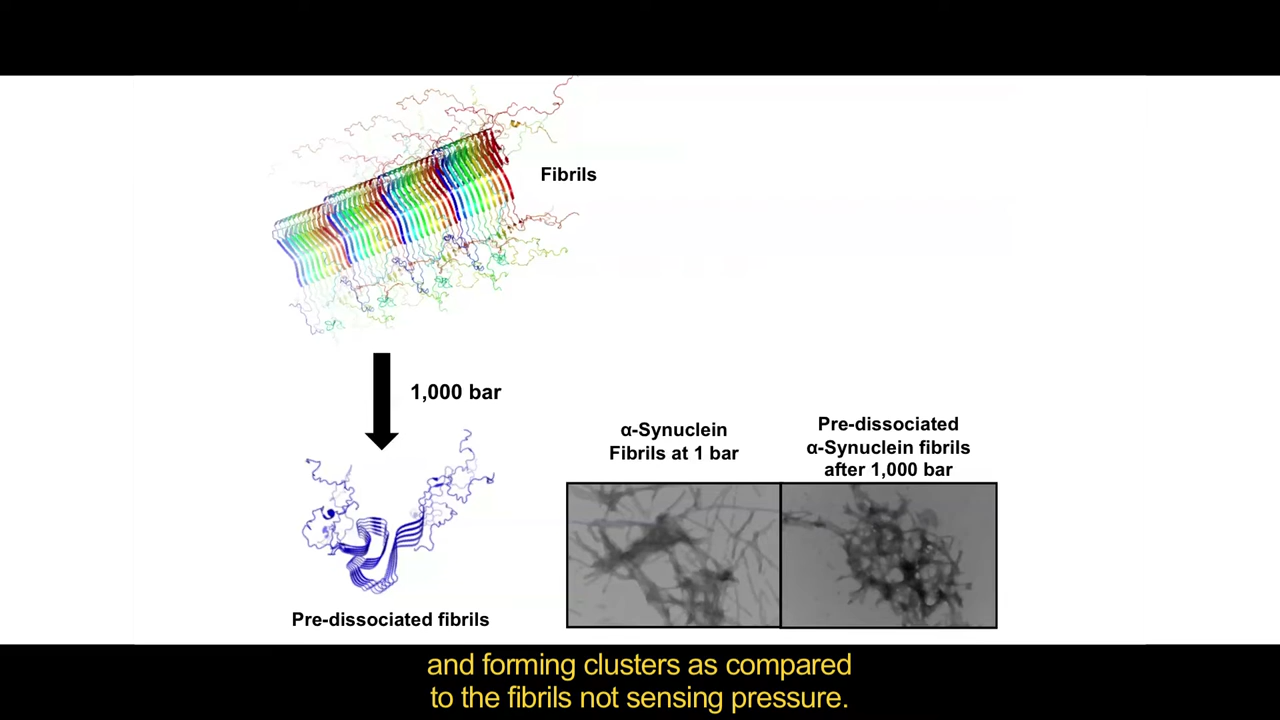 Fibrils
1,000 bar
α-Synuclein
Fibrils at 1 bar
Pre-dissociated
α-Synuclein fibrils
after 1,000 bar
Pre-dissociated fibrils
and forming clusters as compared
to the fibrils not sensing pressure.